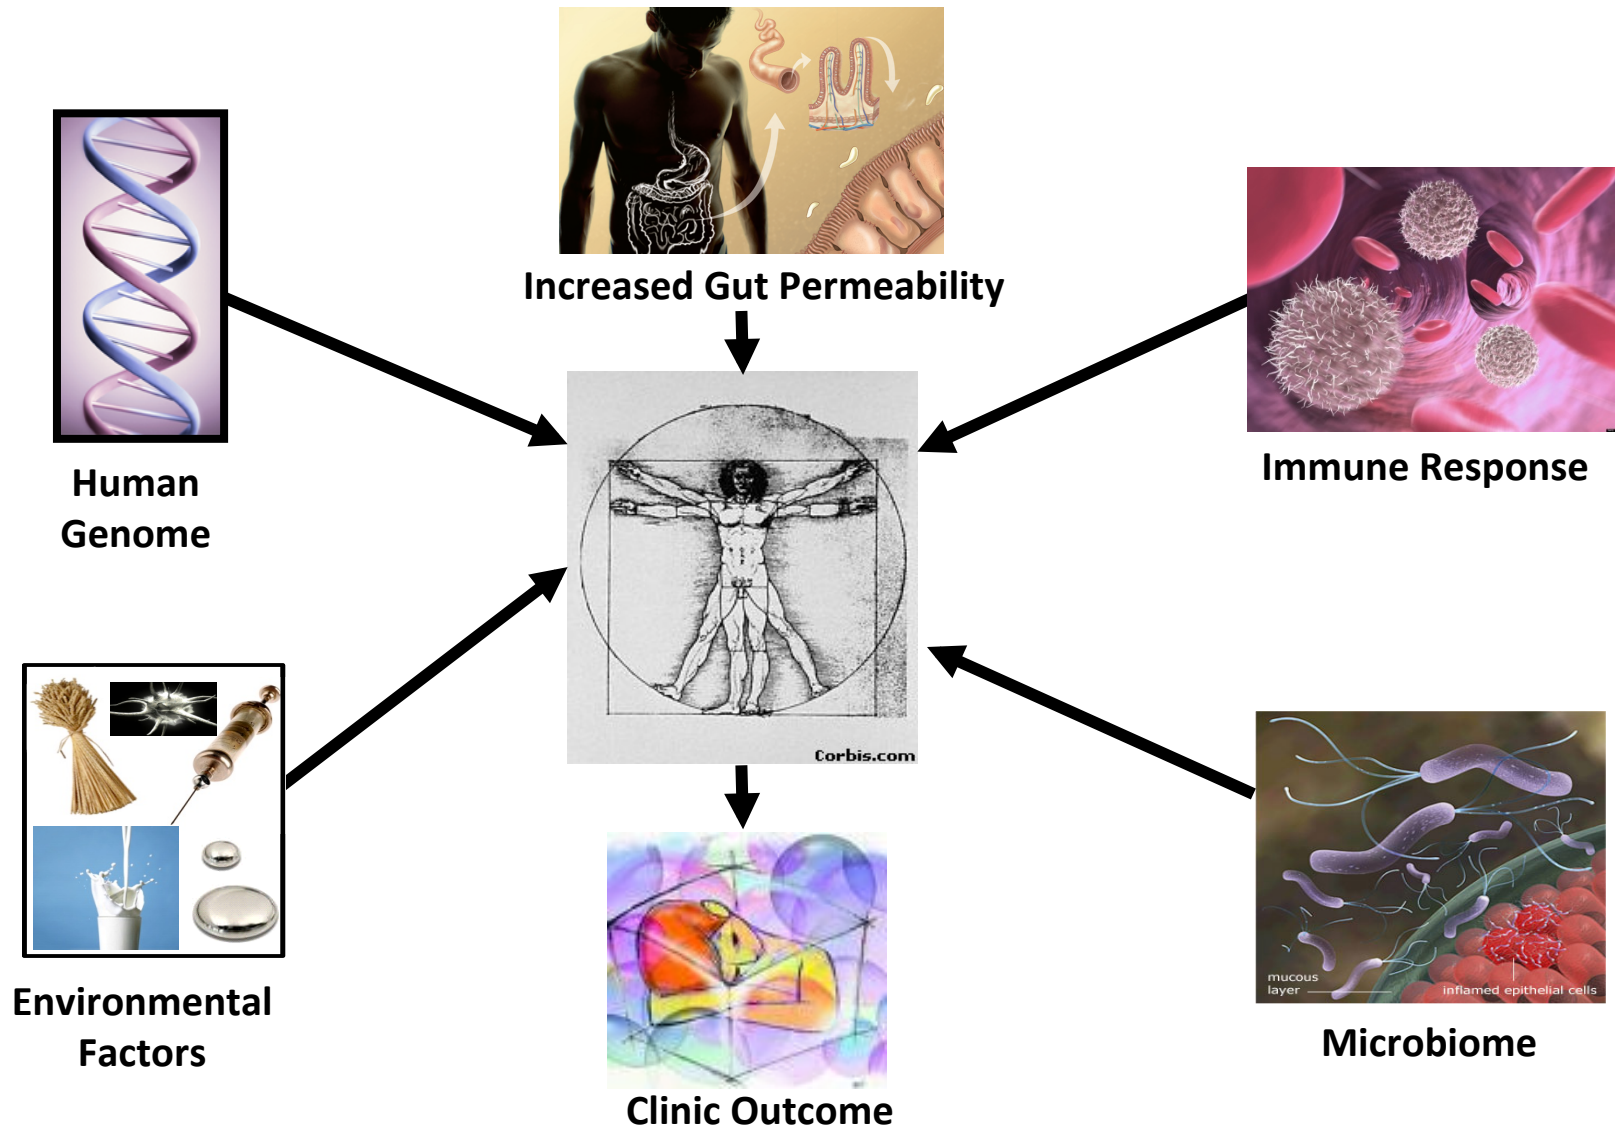 Increased Gut Permeability
Human
Genome
Immune Response
Corbis.com
Environmental
Factors
mucous
layer
inflamed epithelial cells
Microbiome
Clinic Outcome